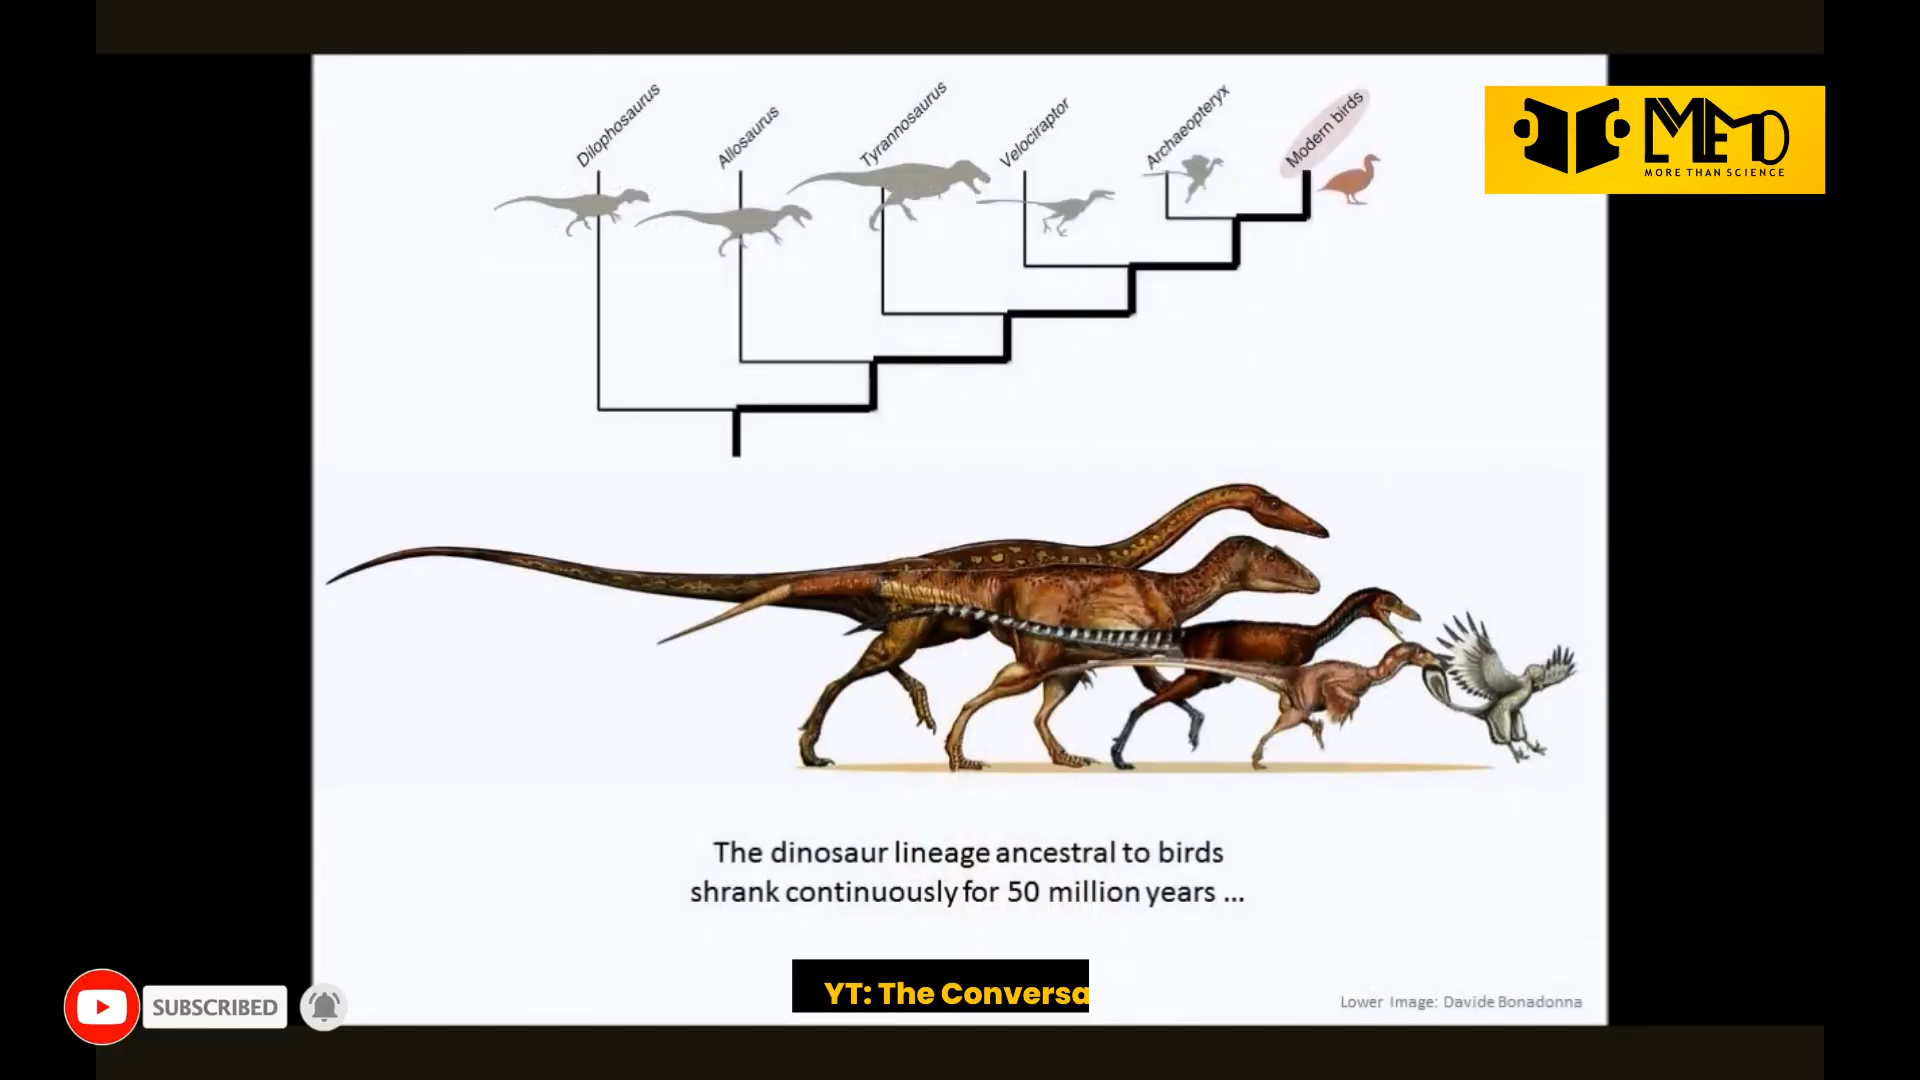 Dilophosaurus
Allosaurus
Tyrannosaurus
Velociraptor
Archaeopteryx
Modern birds
MEMO
MORE THAN SCIENCE
The dinosaur lineage ancestral to birds
shrank continuously for 50 million years ...
YT: The Conversa
SUBSCRIBED
Lower Image: Davide Bonadonna